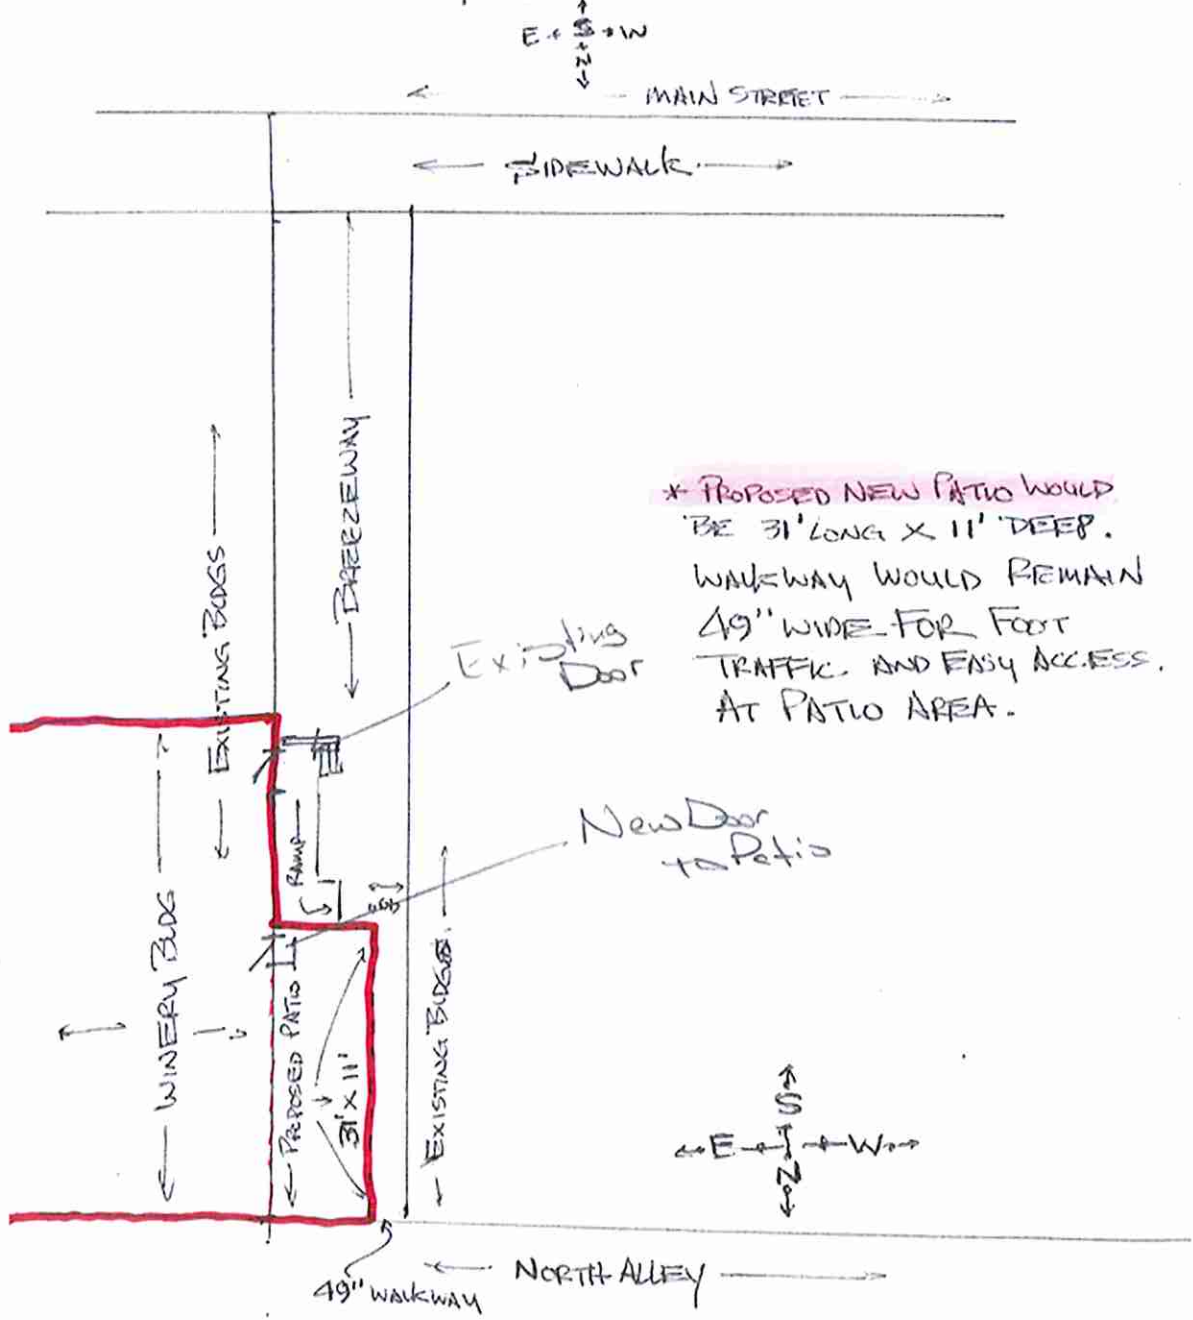 E S W
N
MAIN STREET
SIDEWALK
BREEZEWAY
EXISTING BLDGS
* PROPOSED NEW PATIO WOULD
BE 31' LONG X 11' DEEP.
WALKWAY WOULD REMAIN
49" WIDE FOR FOOT
TRAFFIC AND EASY ACCESS.
AT PATIO AREA.
Existing
Door
New Door
to Patio
RAMP
WINERY BLDG
PROPOSED PATIO
31' X 11'
EXISTING BLDGS
S
E W
N
NORTH ALLEY
49" WALKWAY